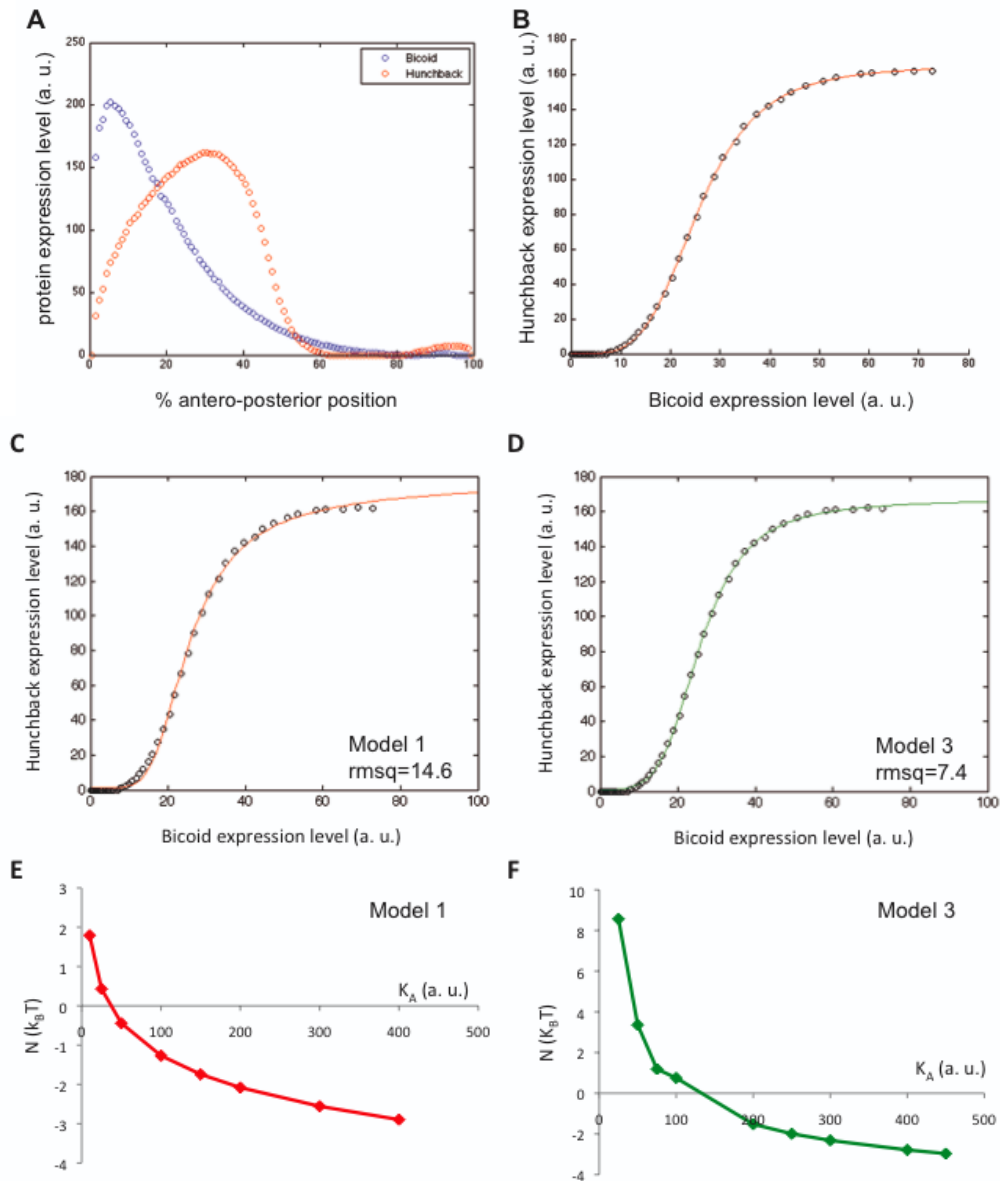 A
250
200
150
100
50
0
protein expression level (a. u.)
Bicoid
Hunchback
0 20 40 60 80 100
% antero-posterior position
B
180
160
140
120
100
80
60
40
20
0
Hunchback expression level (a. u.)
0 10 20 30 40 50 60 70 80
Bicoid expression level (a. u.)
C
180
160
140
120
100
80
60
40
20
0
Hunchback expression level (a. u.)
Model 1
rmsq=14.6
0 20 40 60 80 100
Bicoid expression level (a. u.)
D
180
160
140
120
100
80
60
40
20
0
Hunchback expression level (a. u.)
Model 3
rmsq=7.4
0 20 40 60 80 100
Bicoid expression level (a. u.)
E
3
2
1
0
-1
-2
-3
-4
N (k_BT)
Model 1
K_A (a. u.)
0 100 200 300 400 500
F
10
8
6
4
2
0
-2
-4
N (K_BT)
Model 3
K_A (a. u.)
0 100 200 300 400 500